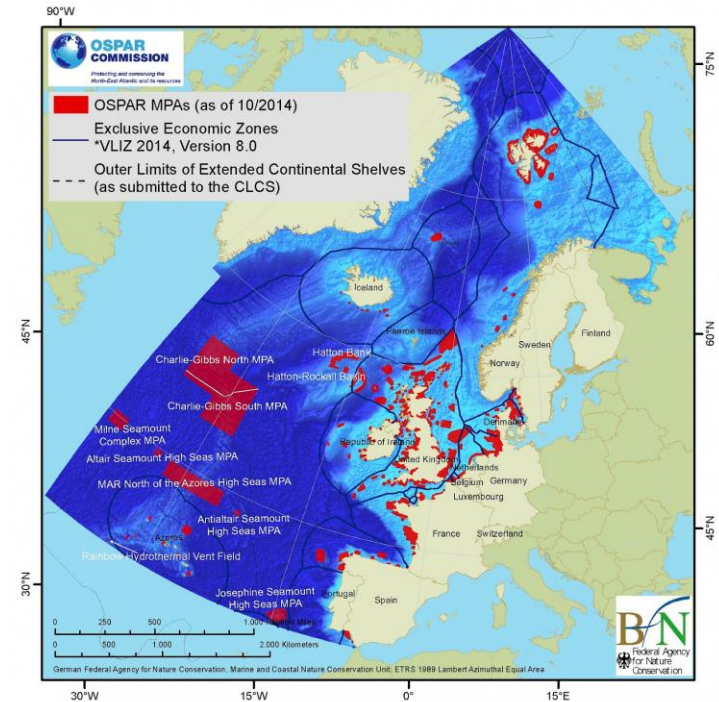 90°W
75°N
OSPAR
COMMISSION
Protecting and conserving the
North-East Atlantic and its resources
OSPAR MPAs (as of 10/2014)
Exclusive Economic Zones
*VLIZ 2014, Version 8.0
Outer Limits of Extended Continental Shelves
(as submitted to the CLCS)
Iceland
45°N
60°N
Faeroe Islands
Sweden
Finland
Norway
Charlie-Gibbs North MPA
Hatton Bank
Hatton-Rockall Basin
Charlie-Gibbs South MPA
Milne Seamount
Complex MPA
Denmark
Republic of Ireland
Altair Seamount High Seas MPA
United Kingdom
Netherlands
MAR North of the Azores High Seas MPA
Belgium
Germany
Luxembourg
Antialtair Seamount
High Seas MPA
45°N
France
Switzerland
Azores
Rainbow Hydrothermal Vent Field
30°N
Josephine Seamount
High Seas MPA
Portugal
Spain
0 250 500 1.000 Nautical Miles
0 500 1.000 2.000 Kilometers
BfN
Federal Agency
for Nature
Conservation
German Federal Agency for Nature Conservation, Marine and Coastal Nature Conservation Unit; ETRS 1989 Lambert Azimuthal Equal Area
30°W
15°W
0°
15°E